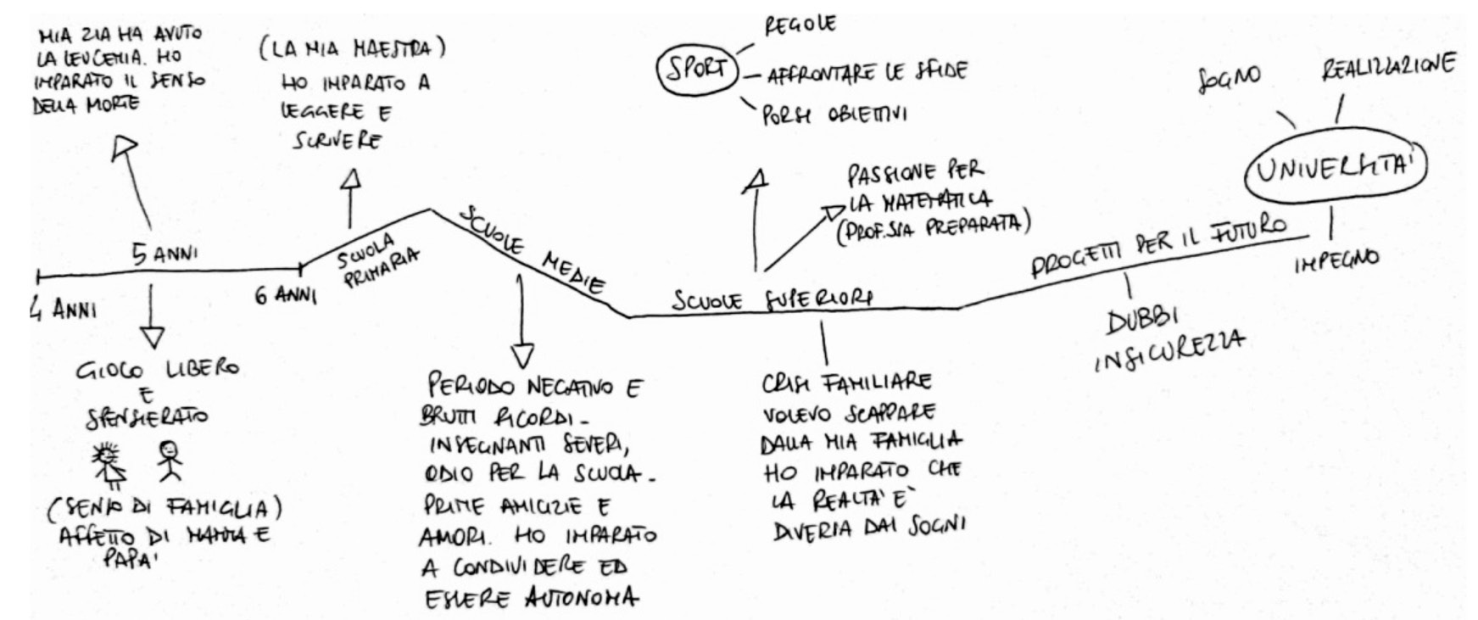 MIA ZIA HA AVUTO
LA LEUCEMIA. HO
IMPARATO IL SENSO
DELLA MORTE
(LA MIA MAESTRA)
HO IMPARATO A
LEGGERE E
SCRIVERE
SPORT
REGOLE
AFFRONTARE LE SFIDE
PORSI OBIETTIVI
PASSIONE PER
LA MATEMATICA
(PROF.SSA PREPARATA)
SOGNO
REALIZZAZIONE
UNIVERSITA'
IMPEGNO
4 ANNI
5 ANNI
6 ANNI
SCUOLA
PRIMARIA
SCUOLE MEDIE
SCUOLE SUPERIORI
PROGETTI PER IL FUTURO
GIOCO LIBERO
E
SPENSIERATO
(SENSO DI FAMIGLIA)
AFFETTO DI MAMMA E
PAPA'
PERIODO NEGATIVO E
BRUTTI RICORDI-
INSEGNANTI SEVERI,
ODIO PER LA SCUOLA-
PRIME AMICIZIE E
AMORI. HO IMPARATO
A CONDIVIDERE ED
ESSERE AUTONOMA
CRISI FAMILIARE
VOLEVO SCAPPARE
DALLA MIA FAMIGLIA
HO IMPARATO CHE
LA REALTA' E'
DIVERSA DAI SOGNI
DUBBI
INSICUREZZA